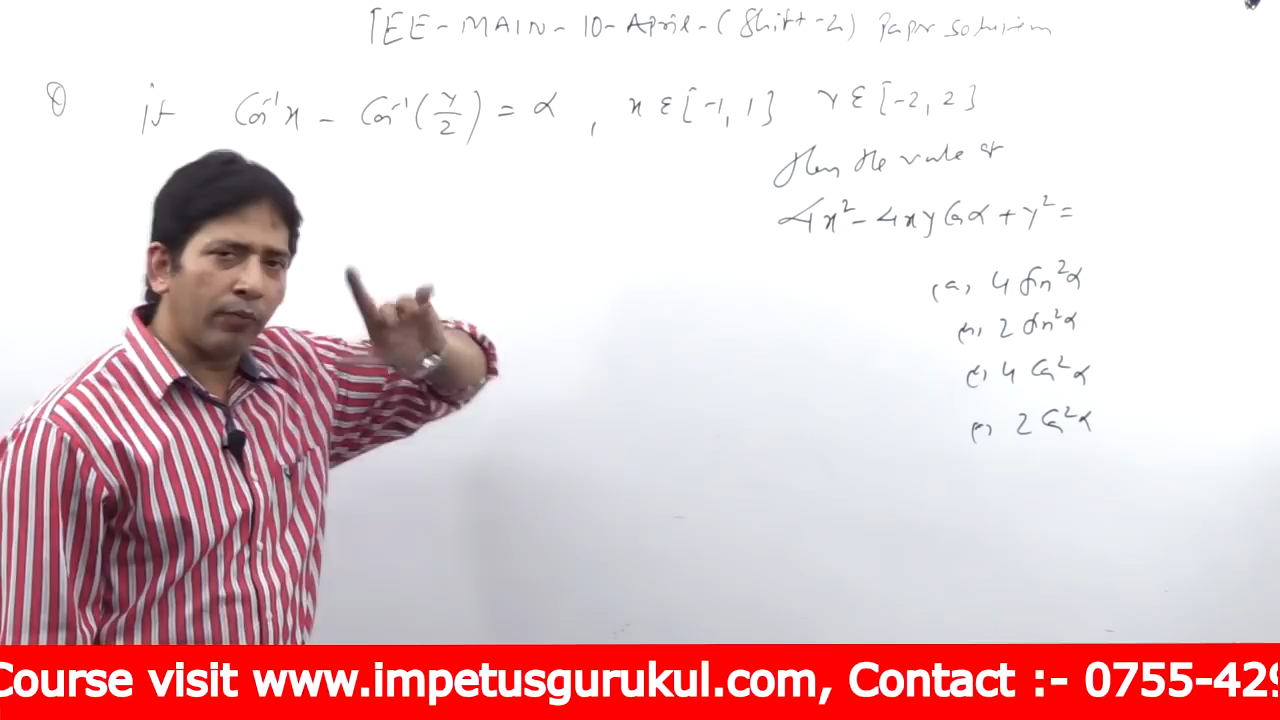 JEE-MAIN-10-April-(Shift-2) Paper solution
Q if Cos⁻¹x - Cos⁻¹(y/2) = α , x ∈ [-1, 1] y ∈ [-2, 2]
then the value of
4x² - 4xy Cos α + y² =
(a) 4 Sin²α
(b) 2 Sin²α
(c) 4 Cos²α
(d) 2 Cos²α
Course visit www.impetusgurukul.com, Contact :- 0755-429